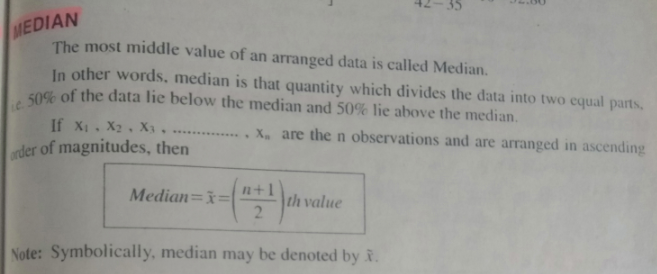 42-35
MEDIAN
The most middle value of an arranged data is called Median.
In other words, median is that quantity which divides the data into two equal parts,
i.e. 50% of the data lie below the median and 50% lie above the median.
If x₁ , x₂ , x₃ , .............. , xₙ are the n observations and are arranged in ascending
order of magnitudes, then
Median=x̃=((n+1)/2)th value
Note: Symbolically, median may be denoted by x̃.